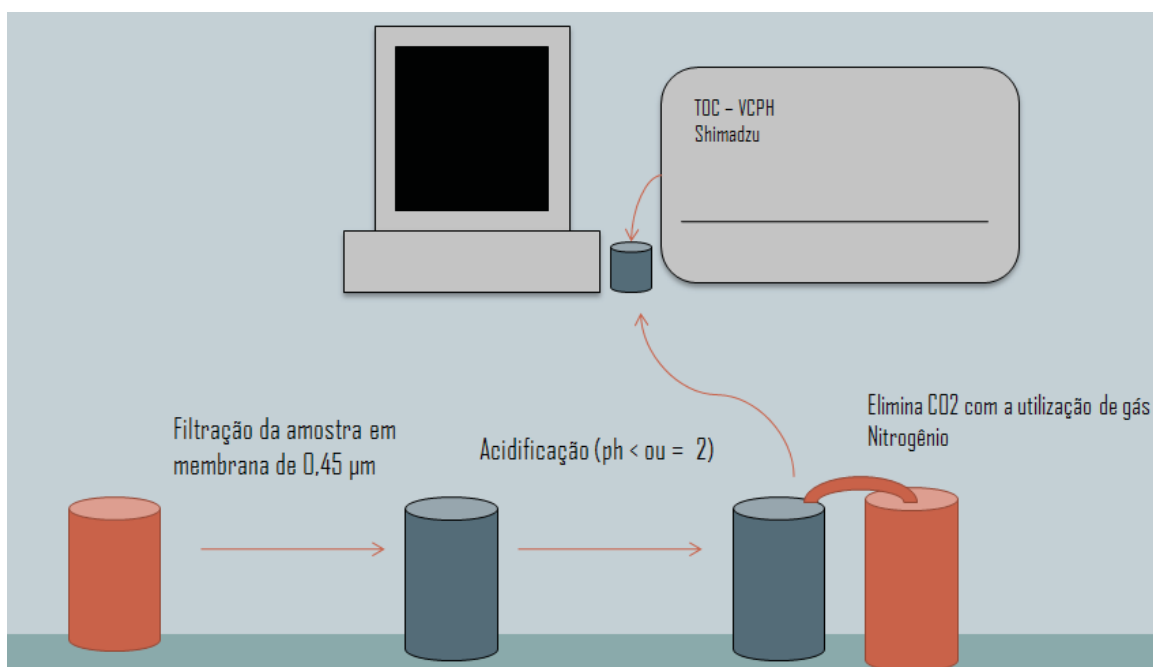 TOC – VCPH
Shimadzu
Filtração da amostra em
membrana de 0,45 µm
Acidificação (ph < ou = 2)
Elimina CO2 com a utilização de gás
Nitrogênio